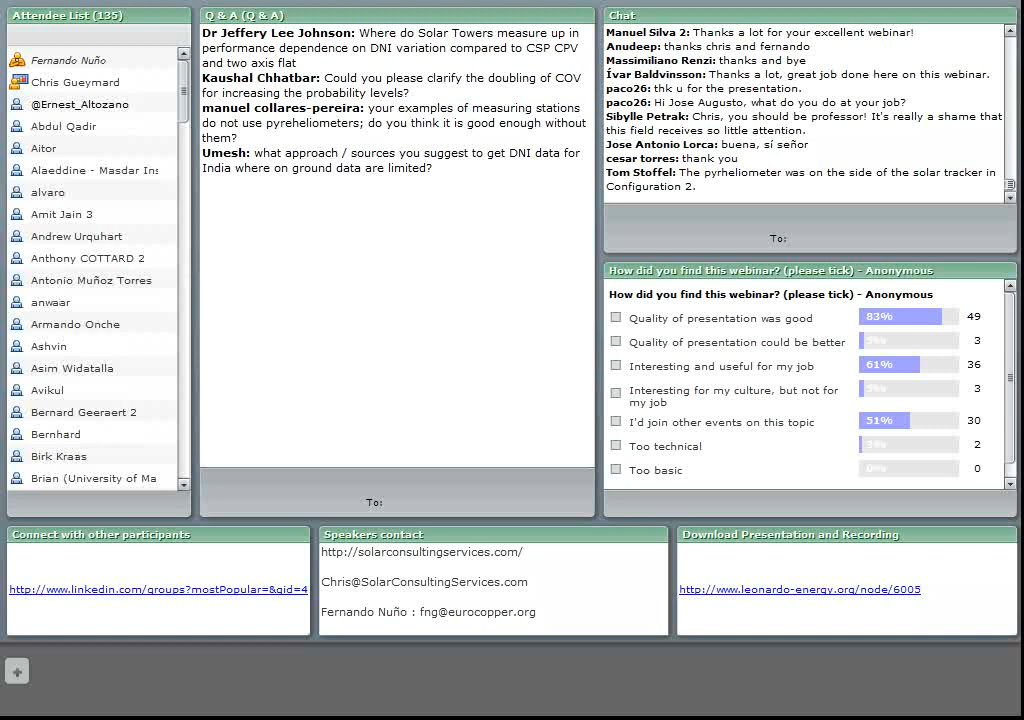 Attendee List (135)
Fernando Nuño
Chris Gueymard
@Ernest_Altozano
Abdul Qadir
Aitor
Alaeddine - Masdar Ins
alvaro
Amit Jain 3
Andrew Urquhart
Anthony COTTARD 2
Antonio Muñoz Torres
anwaar
Armando Onche
Ashvin
Asim Widatalla
Avikul
Bernard Geeraert 2
Bernhard
Birk Kraas
Brian (University of Ma
Q & A (Q & A)
Dr Jeffery Lee Johnson: Where do Solar Towers measure up in
performance dependence on DNI variation compared to CSP CPV
and two axis flat
Kaushal Chhatbar: Could you please clarify the doubling of COV
for increasing the probability levels?
manuel collares-pereira: your examples of measuring stations
do not use pyreheliometers; do you think it is good enough without
them?
Umesh: what approach / sources you suggest to get DNI data for
India where on ground data are limited?
To:
Chat
Manuel Silva 2: Thanks a lot for your excellent webinar!
Anudeep: thanks chris and fernando
Massimiliano Renzi: thanks and bye
Ívar Baldvinsson: Thanks a lot, great job done here on this webinar.
paco26: thk u for the presentation.
paco26: Hi Jose Augusto, what do you do at your job?
Sibylle Petrak: Chris, you should be professor! It's really a shame that
this field receives so little attention.
Jose Antonio Lorca: buena, sí señor
cesar torres: thank you
Tom Stoffel: The pyrheliometer was on the side of the solar tracker in
Configuration 2.
To:
How did you find this webinar? (please tick) - Anonymous
How did you find this webinar? (please tick) - Anonymous
Quality of presentation was good 83% 49
Quality of presentation could be better 5% 3
Interesting and useful for my job 61% 36
Interesting for my culture, but not for
my job 5% 3
I'd join other events on this topic 51% 30
Too technical 3% 2
Too basic 0% 0
Connect with other participants
http://www.linkedin.com/groups?mostPopular=&gid=4
Speakers contact
http://solarconsultingservices.com/
Chris@SolarConsultingServices.com
Fernando Nuño : fng@eurocopper.org
Download Presentation and Recording
http://www.leonardo-energy.org/node/6005